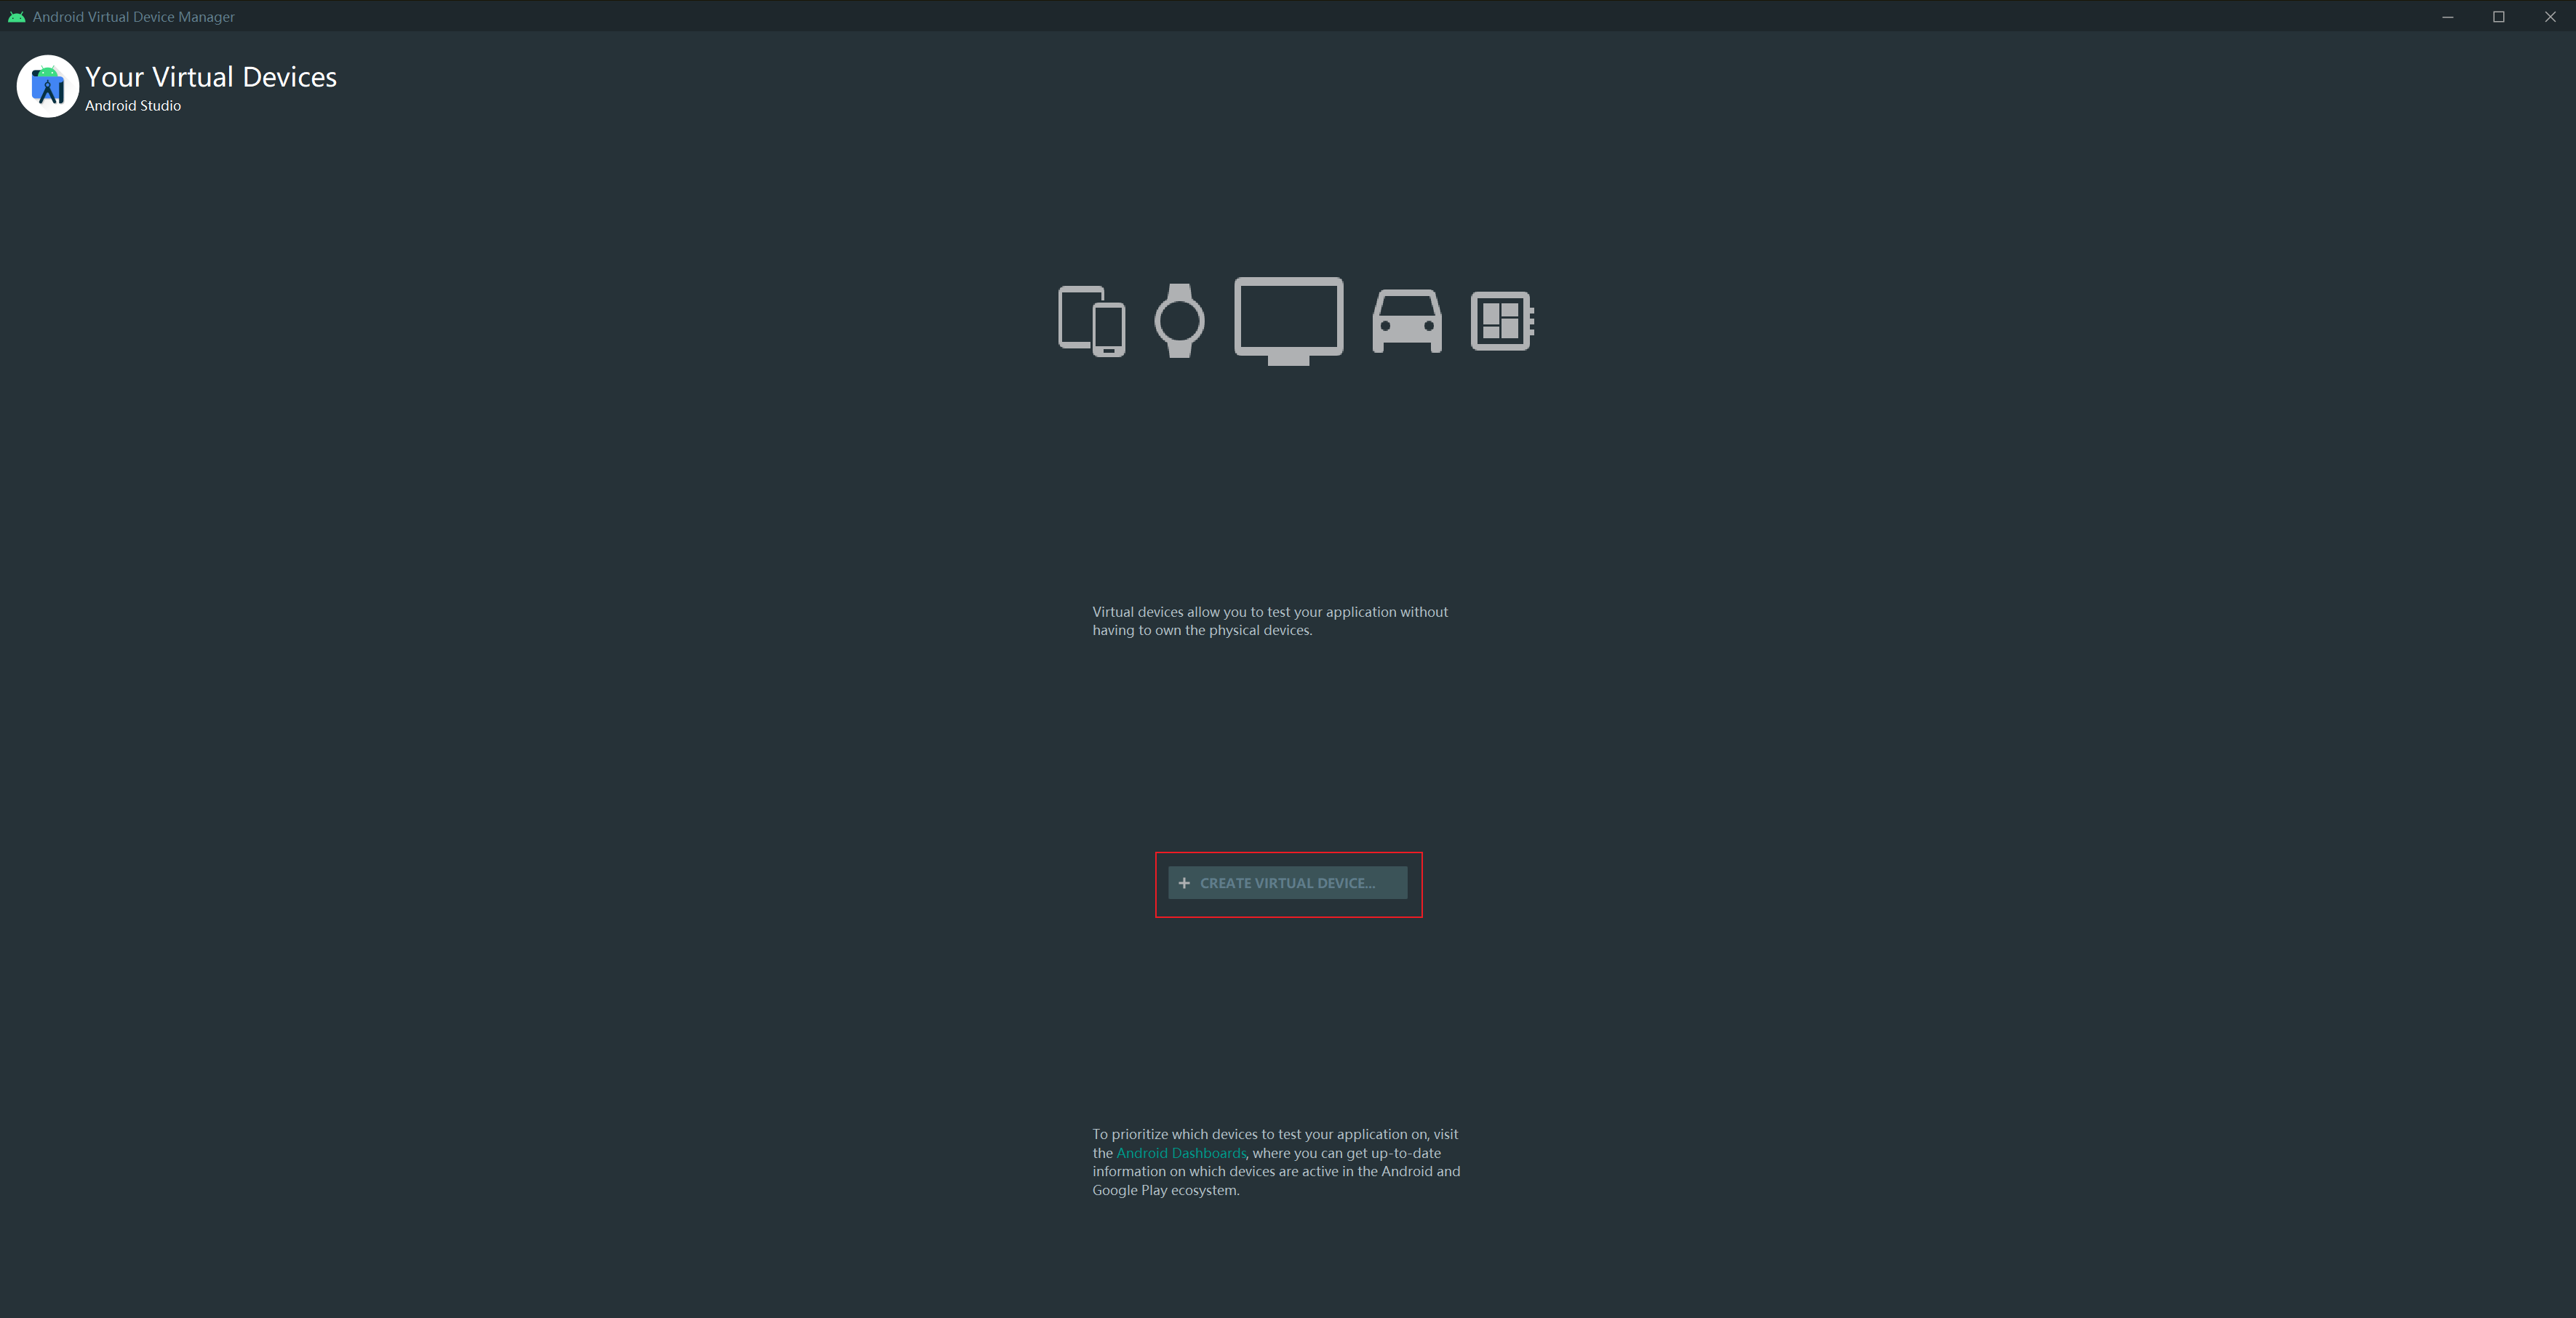 Android Virtual Device Manager
Your Virtual Devices
Android Studio
Virtual devices allow you to test your application without
having to own the physical devices.
+ CREATE VIRTUAL DEVICE...
To prioritize which devices to test your application on, visit
the Android Dashboards, where you can get up-to-date
information on which devices are active in the Android and
Google Play ecosystem.